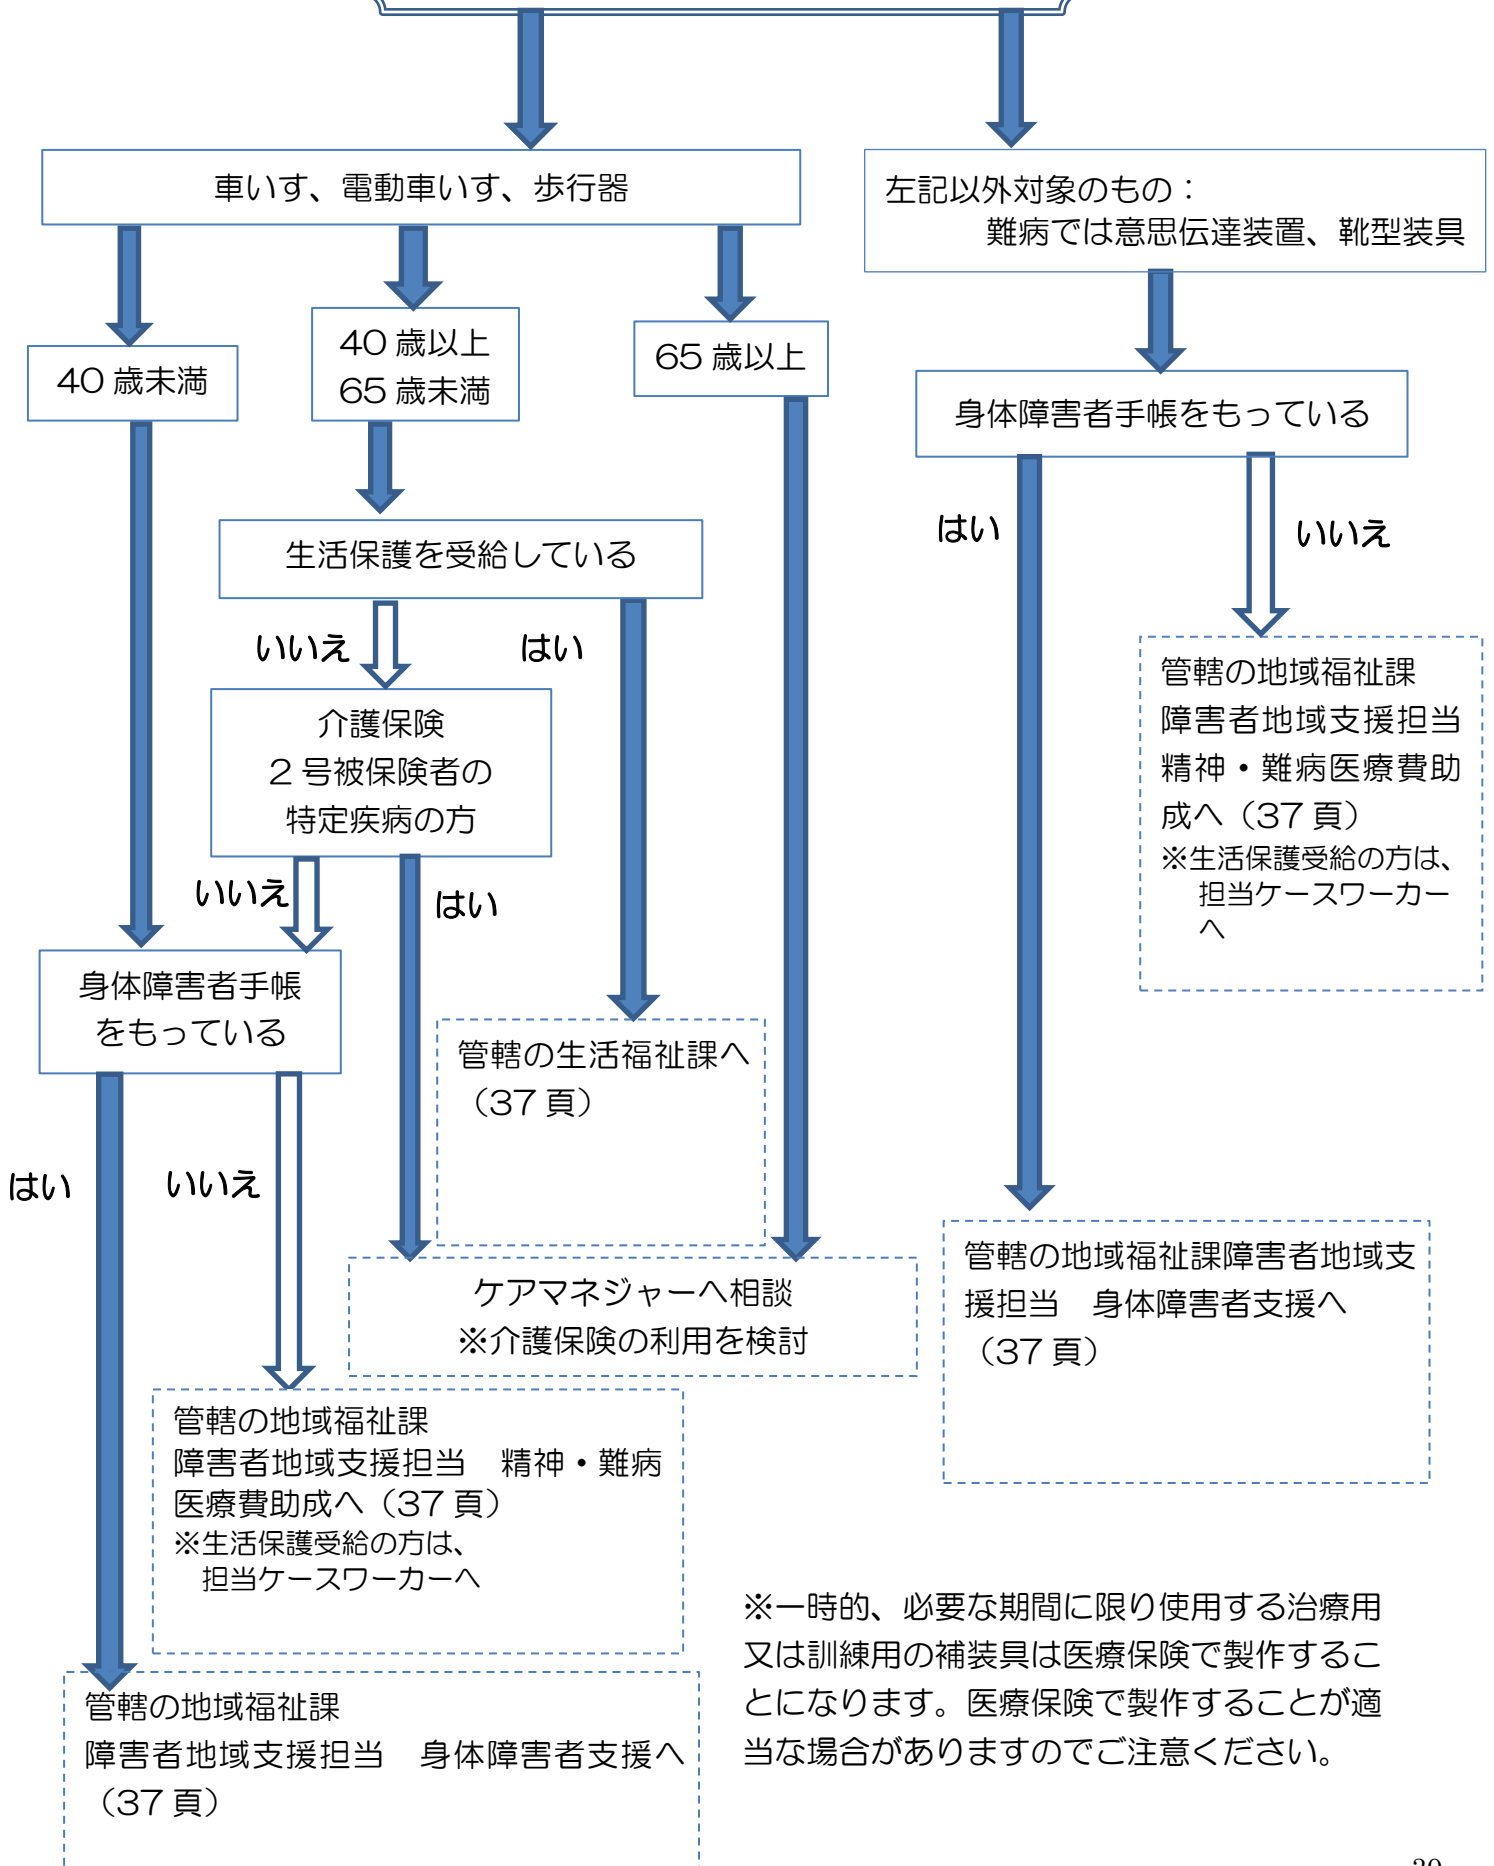 車いす、電動車いす、歩行器
左記以外対象のもの：
難病では意思伝達装置、靴型装具
40 歳未満
40 歳以上
65 歳未満
65 歳以上
身体障害者手帳をもっている
はい
いいえ
生活保護を受給している
いいえ
はい
管轄の地域福祉課
障害者地域支援担当
精神・難病医療費助
成へ（37 頁）
※生活保護受給の方は、
担当ケースワーカー
へ
介護保険
２号被保険者の
特定疾病の方
いいえ
はい
身体障害者手帳
をもっている
管轄の生活福祉課へ
（37 頁）
はい
いいえ
ケアマネジャーへ相談
※介護保険の利用を検討
管轄の地域福祉課障害者地域支
援担当　身体障害者支援へ
（37 頁）
管轄の地域福祉課
障害者地域支援担当　精神・難病
医療費助成へ（37 頁）
※生活保護受給の方は、
担当ケースワーカーへ
※一時的、必要な期間に限り使用する治療用
又は訓練用の補装具は医療保険で製作するこ
とになります。医療保険で製作することが適
当な場合がありますのでご注意ください。
管轄の地域福祉課
障害者地域支援担当　身体障害者支援へ
（37 頁）